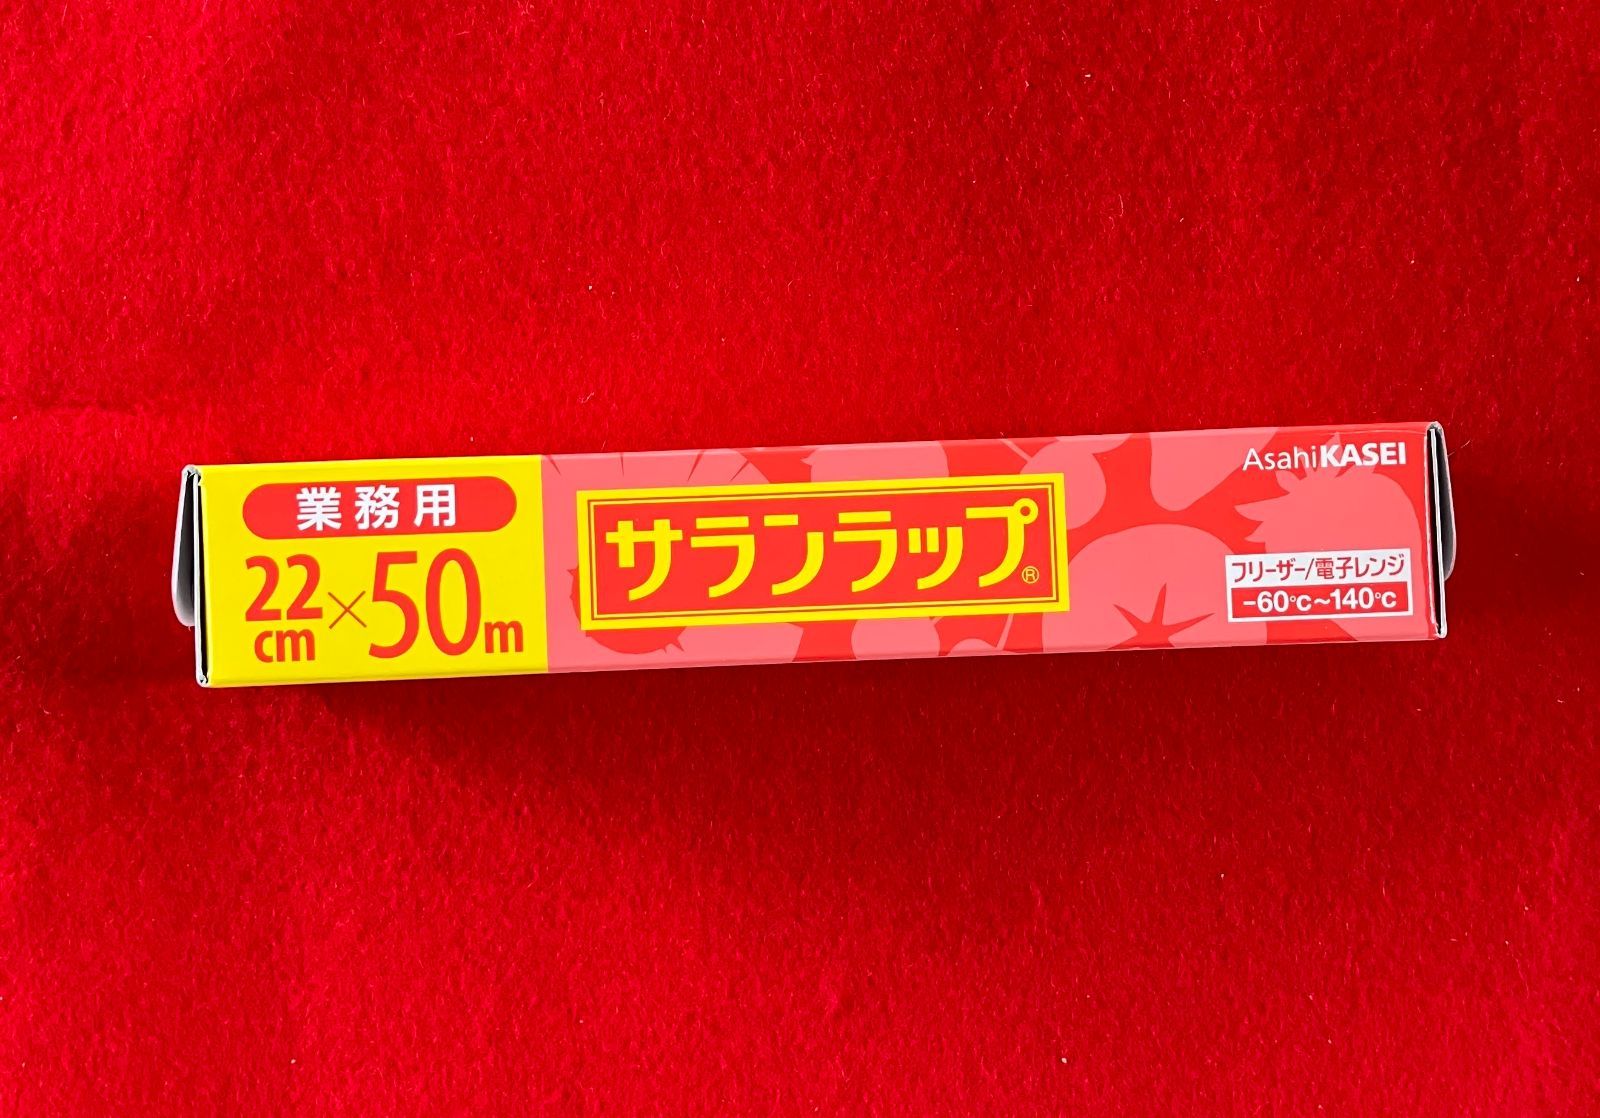 業務用
22cm×50m
サランラップ®
AsahiKASEI
フリーザー/電子レンジ
-60℃~140℃